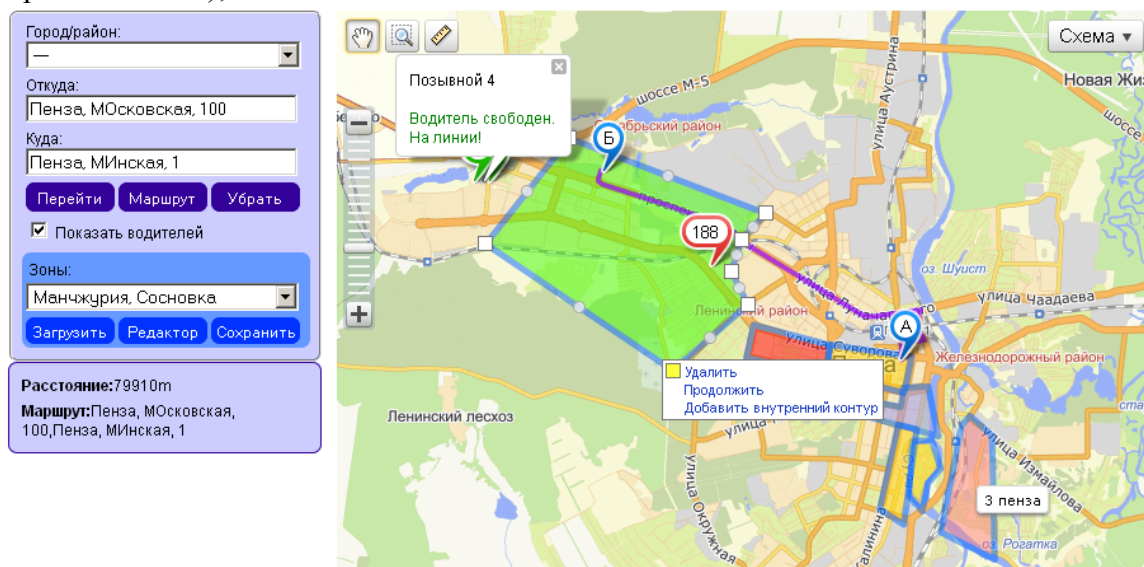 Город/район:
—
Откуда:
Пенза, МОсковская, 100
Куда:
Пенза, МИнская, 1
Перейти Маршрут Убрать
Показать водителей
Зоны:
Манчжурия, Сосновка
Загрузить Редактор Сохранить
Расстояние:79910m
Маршрут:Пенза, МОсковская,
100,Пенза, МИнская, 1
Схема
Позывной 4
Водитель свободен.
На линии!
шоссе М-5
улица Аустрина
Новая Жиз
шоссе
район
Б
188
оз. Шуист
улица Луначарского
улица Чаадаева
Ленинский район
А
улица Суворова
Железнодорожный район
Удалить
Продолжить
Добавить внутренний контур
Ленинский лесхоз
улица
улица Окружная
улица Измайлова
3 пенза
оз. Рогатка